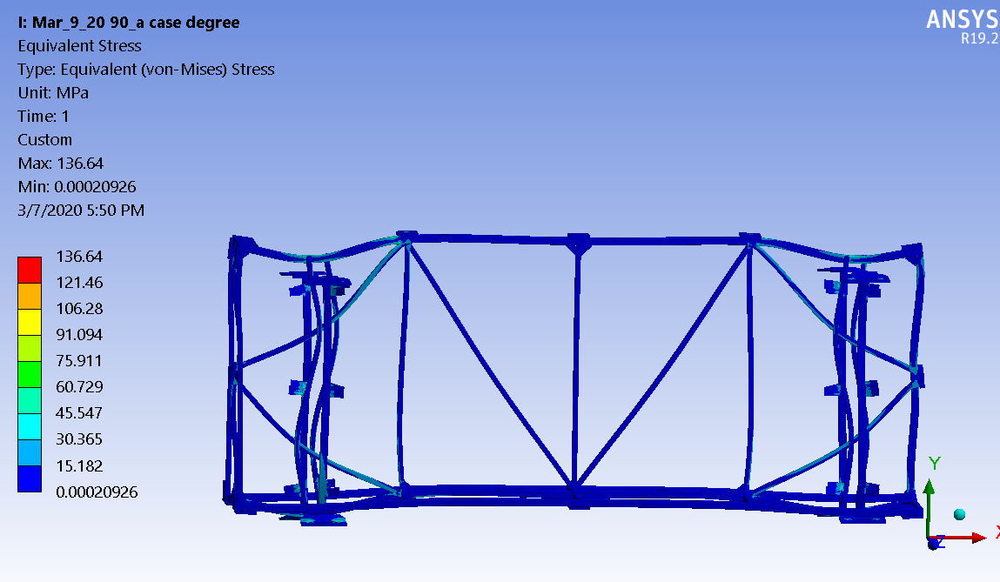 I: Mar_9_20 90_a case degree
Equivalent Stress
Type: Equivalent (von-Mises) Stress
Unit: MPa
Time: 1
Custom
Max: 136.64
Min: 0.00020926
3/7/2020 5:50 PM
ANSYS
R19.2
136.64
121.46
106.28
91.094
75.911
60.729
45.547
30.365
15.182
0.00020926
Y
X
Z